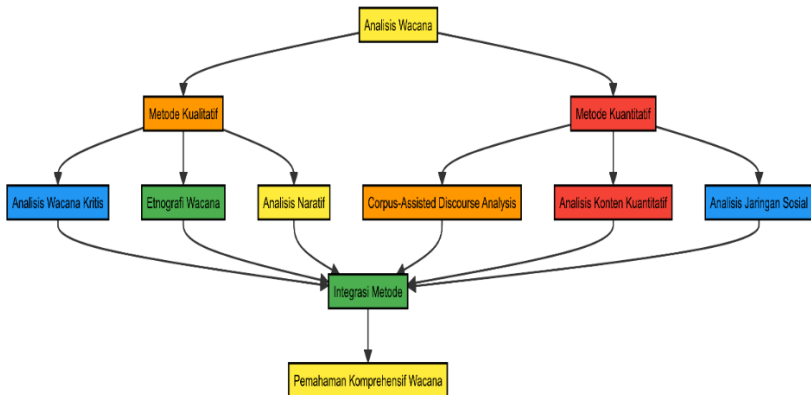 Analisis Wacana
Metode Kualitatif
Metode Kuantitatif
Analisis Wacana Kritis
Etnografi Wacana
Analisis Naratif
Corpus-Assisted Discourse Analysis
Analisis Konten Kuantitatif
Analisis Jaringan Sosial
Integrasi Metode
Pemahaman Komprehensif Wacana